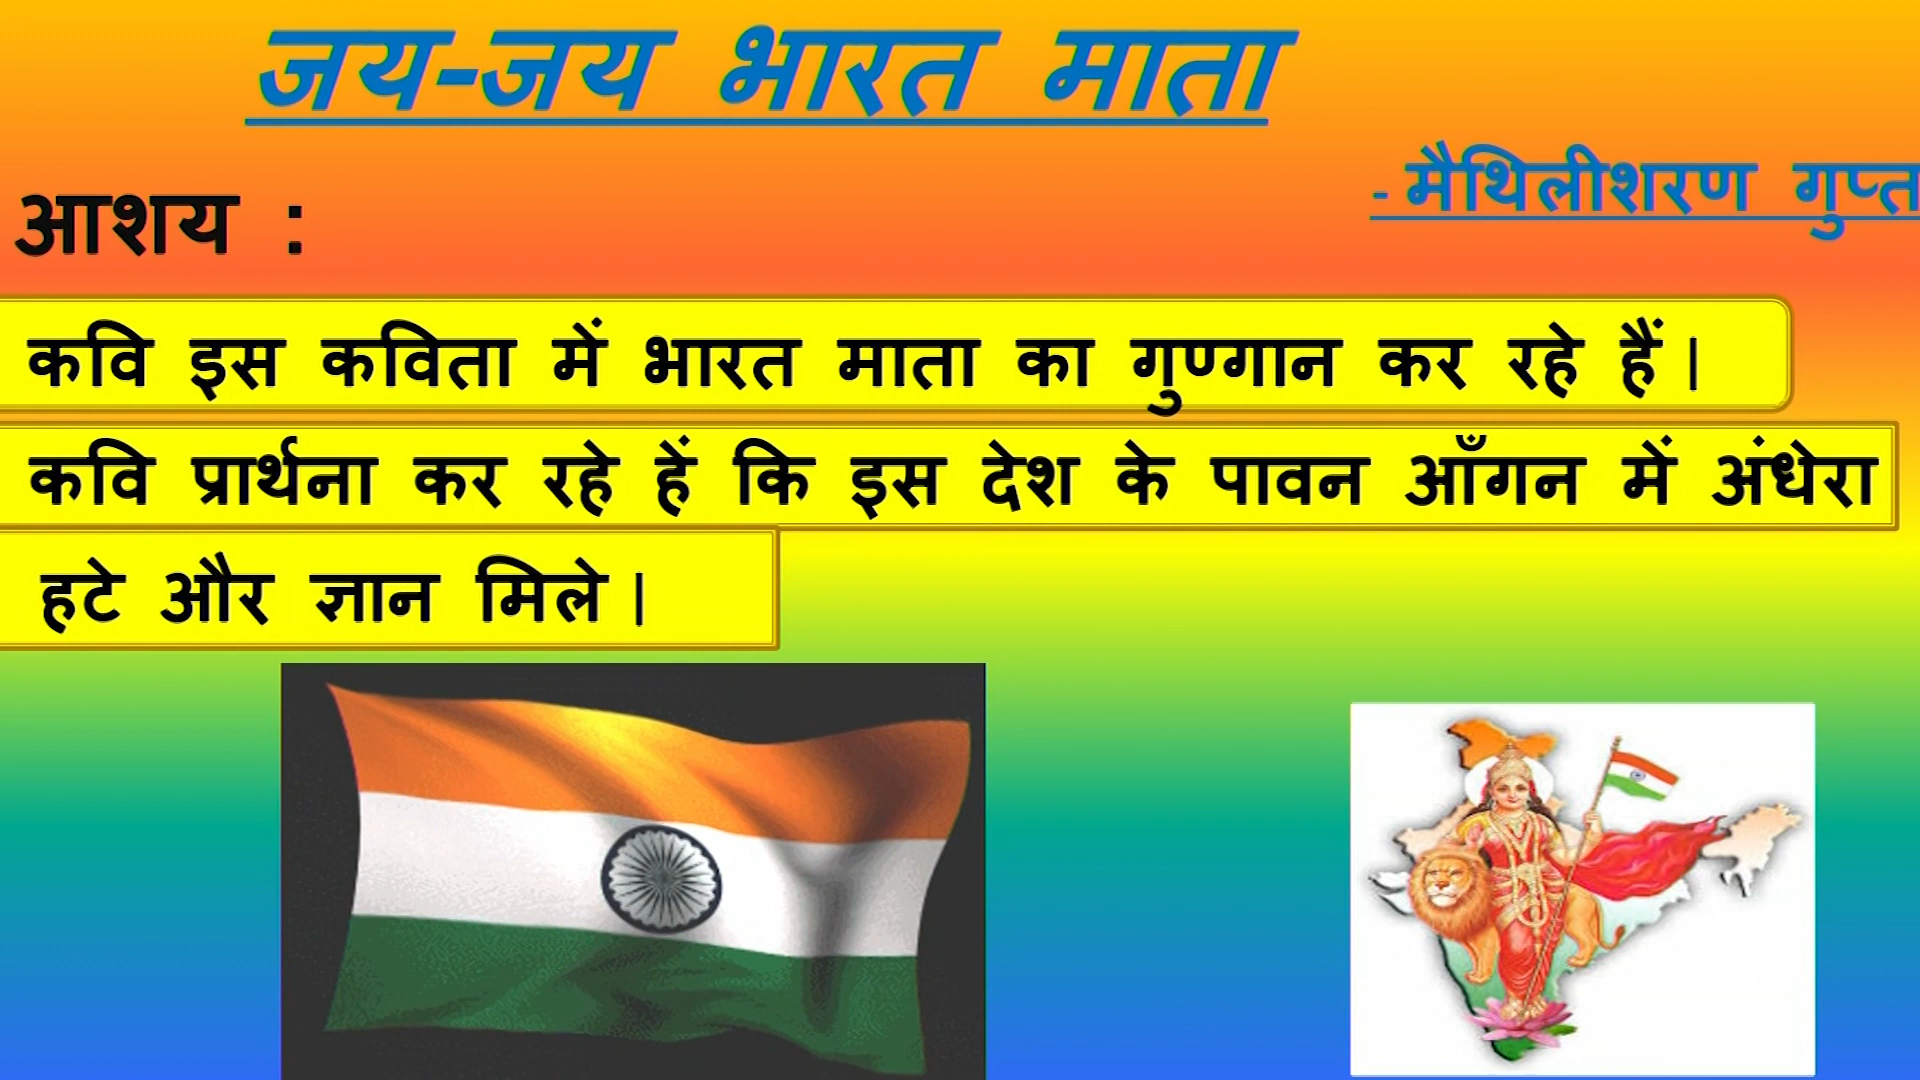 जय-जय भारत माता
- मैथिलीशरण गुप्त
आशय :
कवि इस कविता में भारत माता का गुण्गान कर रहे हैं।
कवि प्रार्थना कर रहे हें कि इस देश के पावन आँगन में अंधेरा
हटे और ज्ञान मिले।